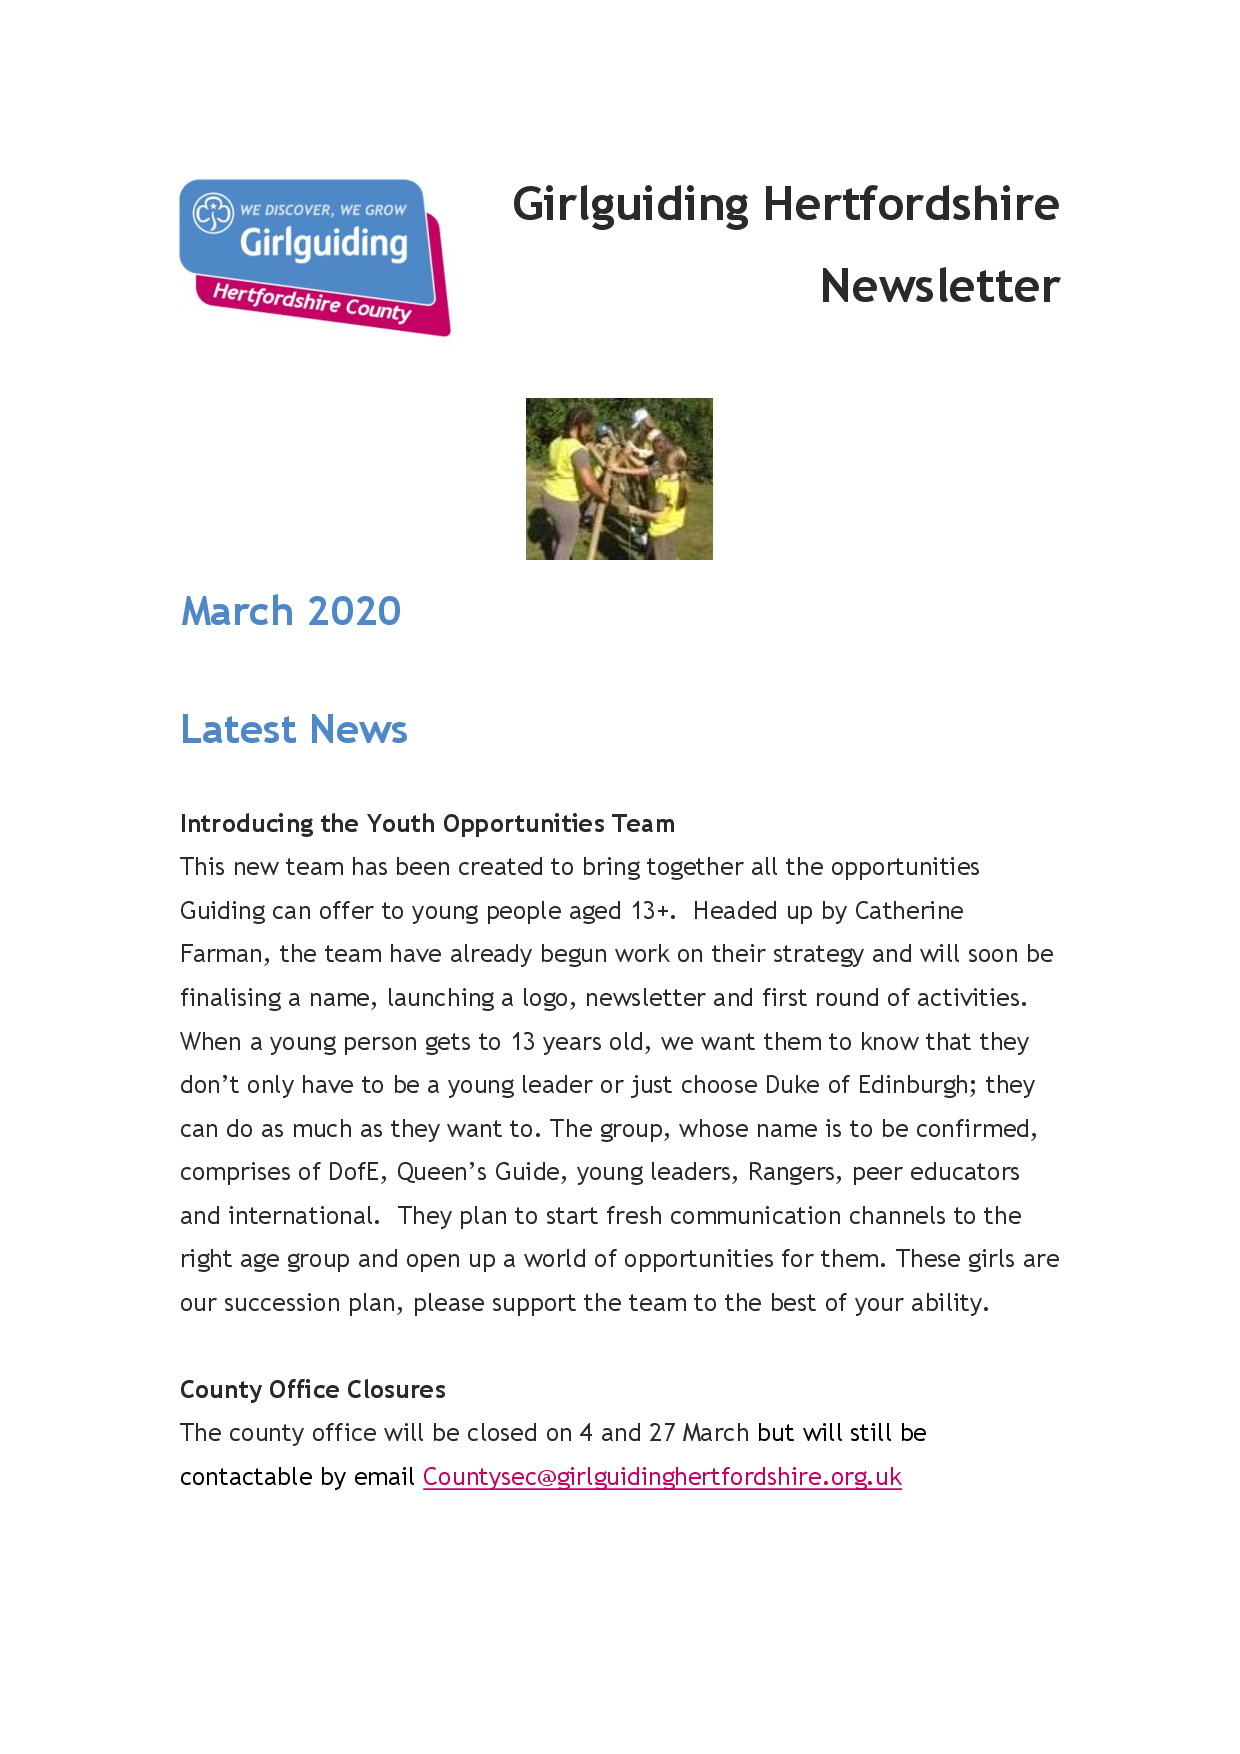 WE DISCOVER, WE GROW
Girlguiding
Hertfordshire County
Girlguiding Hertfordshire
Newsletter
March 2020
Latest News
Introducing the Youth Opportunities Team
This new team has been created to bring together all the opportunities
Guiding can offer to young people aged 13+.  Headed up by Catherine
Farman, the team have already begun work on their strategy and will soon be
finalising a name, launching a logo, newsletter and first round of activities.
When a young person gets to 13 years old, we want them to know that they
don’t only have to be a young leader or just choose Duke of Edinburgh; they
can do as much as they want to. The group, whose name is to be confirmed,
comprises of DofE, Queen’s Guide, young leaders, Rangers, peer educators
and international.  They plan to start fresh communication channels to the
right age group and open up a world of opportunities for them. These girls are
our succession plan, please support the team to the best of your ability.
County Office Closures
The county office will be closed on 4 and 27 March but will still be
contactable by email Countysec@girlguidinghertfordshire.org.uk